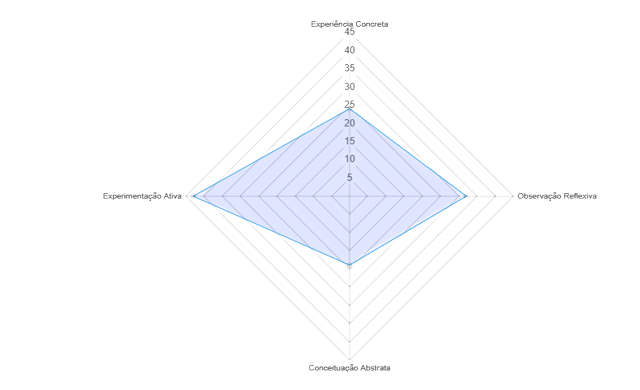 Experiência Concreta
45
40
35
30
25
20
15
10
5
Experimentação Ativa
Observação Reflexiva
Conceituação Abstrata